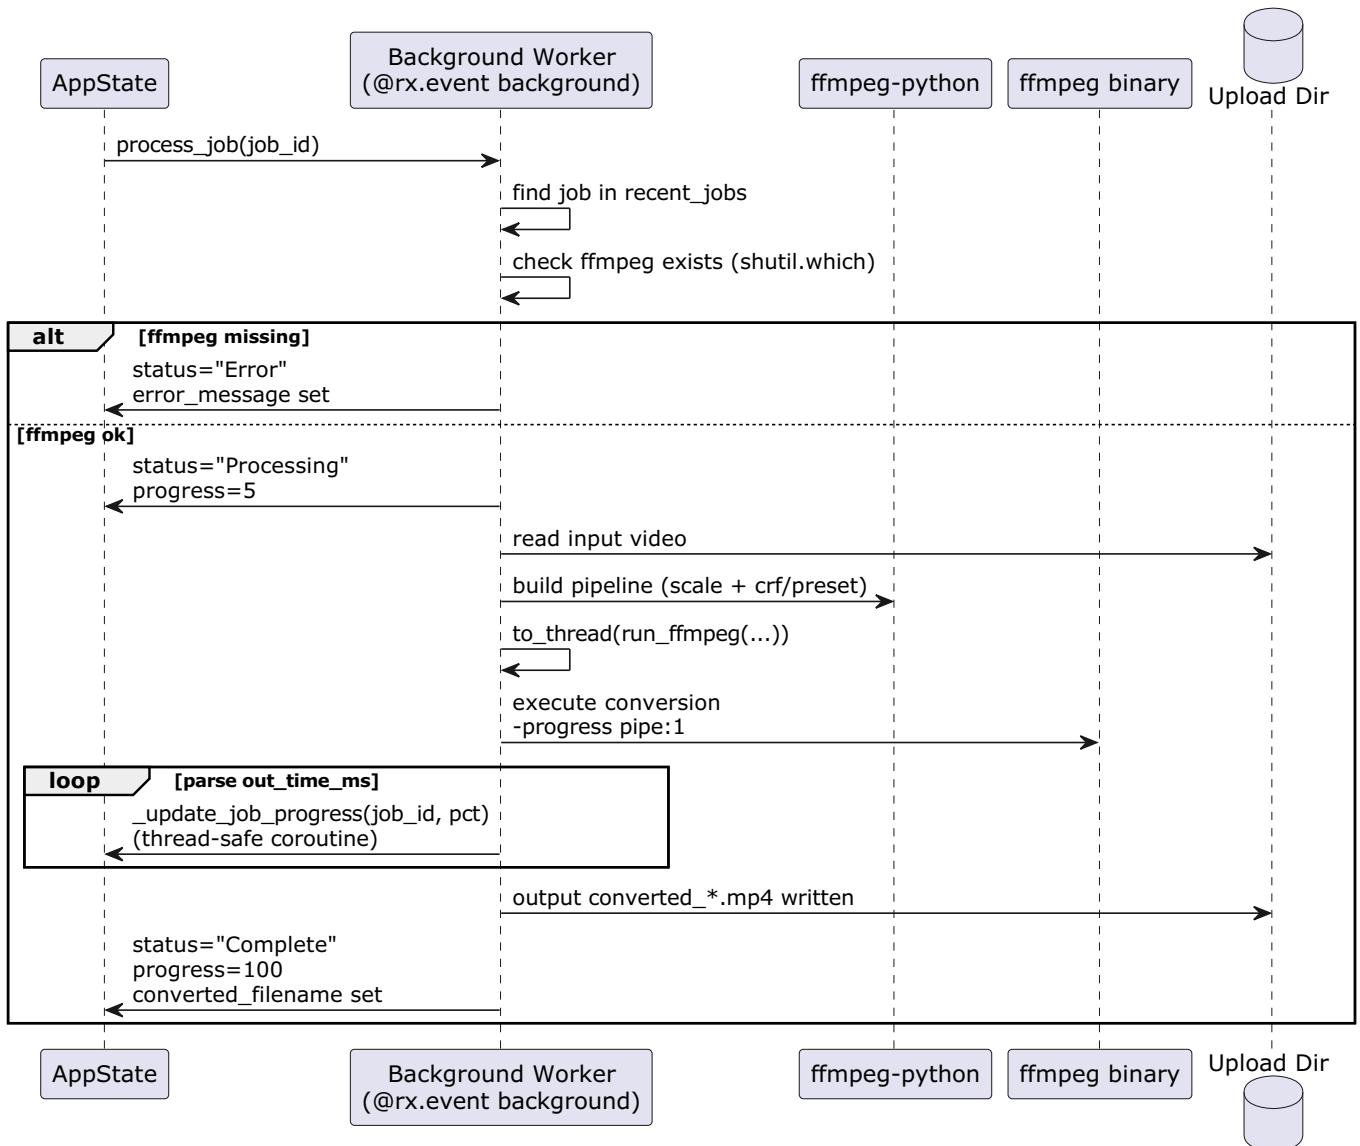 AppState
Background Worker
(@rx.event background)
ffmpeg-python
ffmpeg binary
Upload Dir
process_job(job_id)
find job in recent_jobs
check ffmpeg exists (shutil.which)
alt
[ffmpeg missing]
status="Error"
error_message set
[ffmpeg ok]
status="Processing"
progress=5
read input video
build pipeline (scale + crf/preset)
to_thread(run_ffmpeg(...))
execute conversion
-progress pipe:1
loop
[parse out_time_ms]
_update_job_progress(job_id, pct)
(thread-safe coroutine)
output converted_*.mp4 written
status="Complete"
progress=100
converted_filename set
AppState
Background Worker
(@rx.event background)
ffmpeg-python
ffmpeg binary
Upload Dir